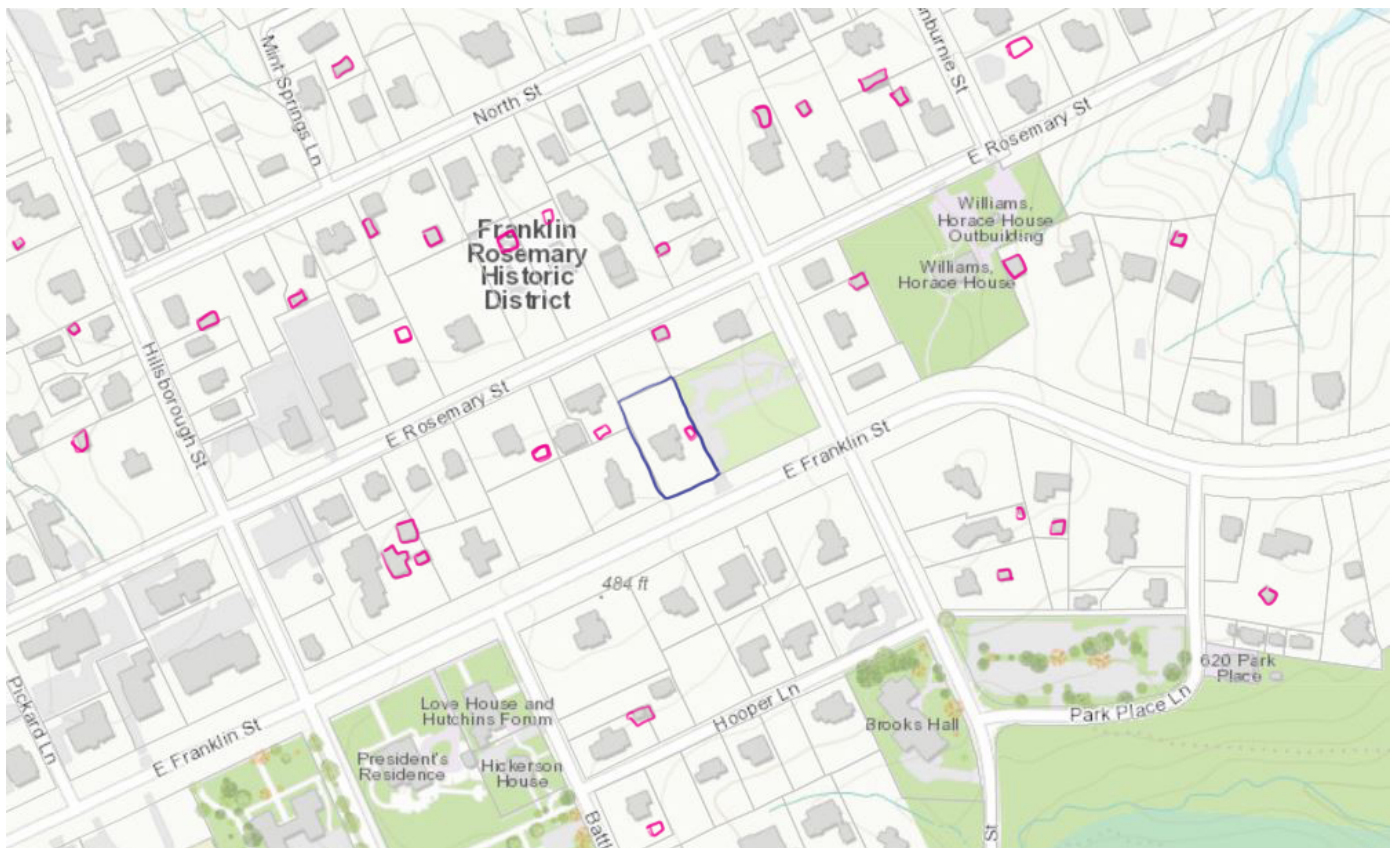 Mint Springs Ln
North St
E Rosemary St
Williams,
Horace House
Outbuilding
Williams,
Horace House
Franklin
Rosemary
Historic
District
Hillsborough St
E Rosemary St
E Franklin St
484 ft
Pickard Ln
E Franklin St
Love House and
Hutchins Forum
President's
Residence
Hickerson
House
Hooper Ln
Brooks Hall
620 Park
Place
Park Place Ln
St